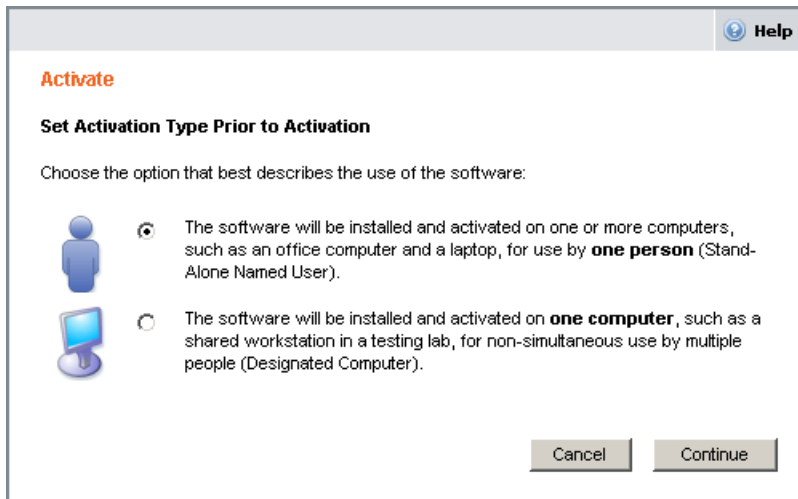 Help
Activate
Set Activation Type Prior to Activation
Choose the option that best describes the use of the software:
The software will be installed and activated on one or more computers,
such as an office computer and a laptop, for use by one person (Stand-
Alone Named User).
The software will be installed and activated on one computer, such as a
shared workstation in a testing lab, for non-simultaneous use by multiple
people (Designated Computer).
Cancel Continue